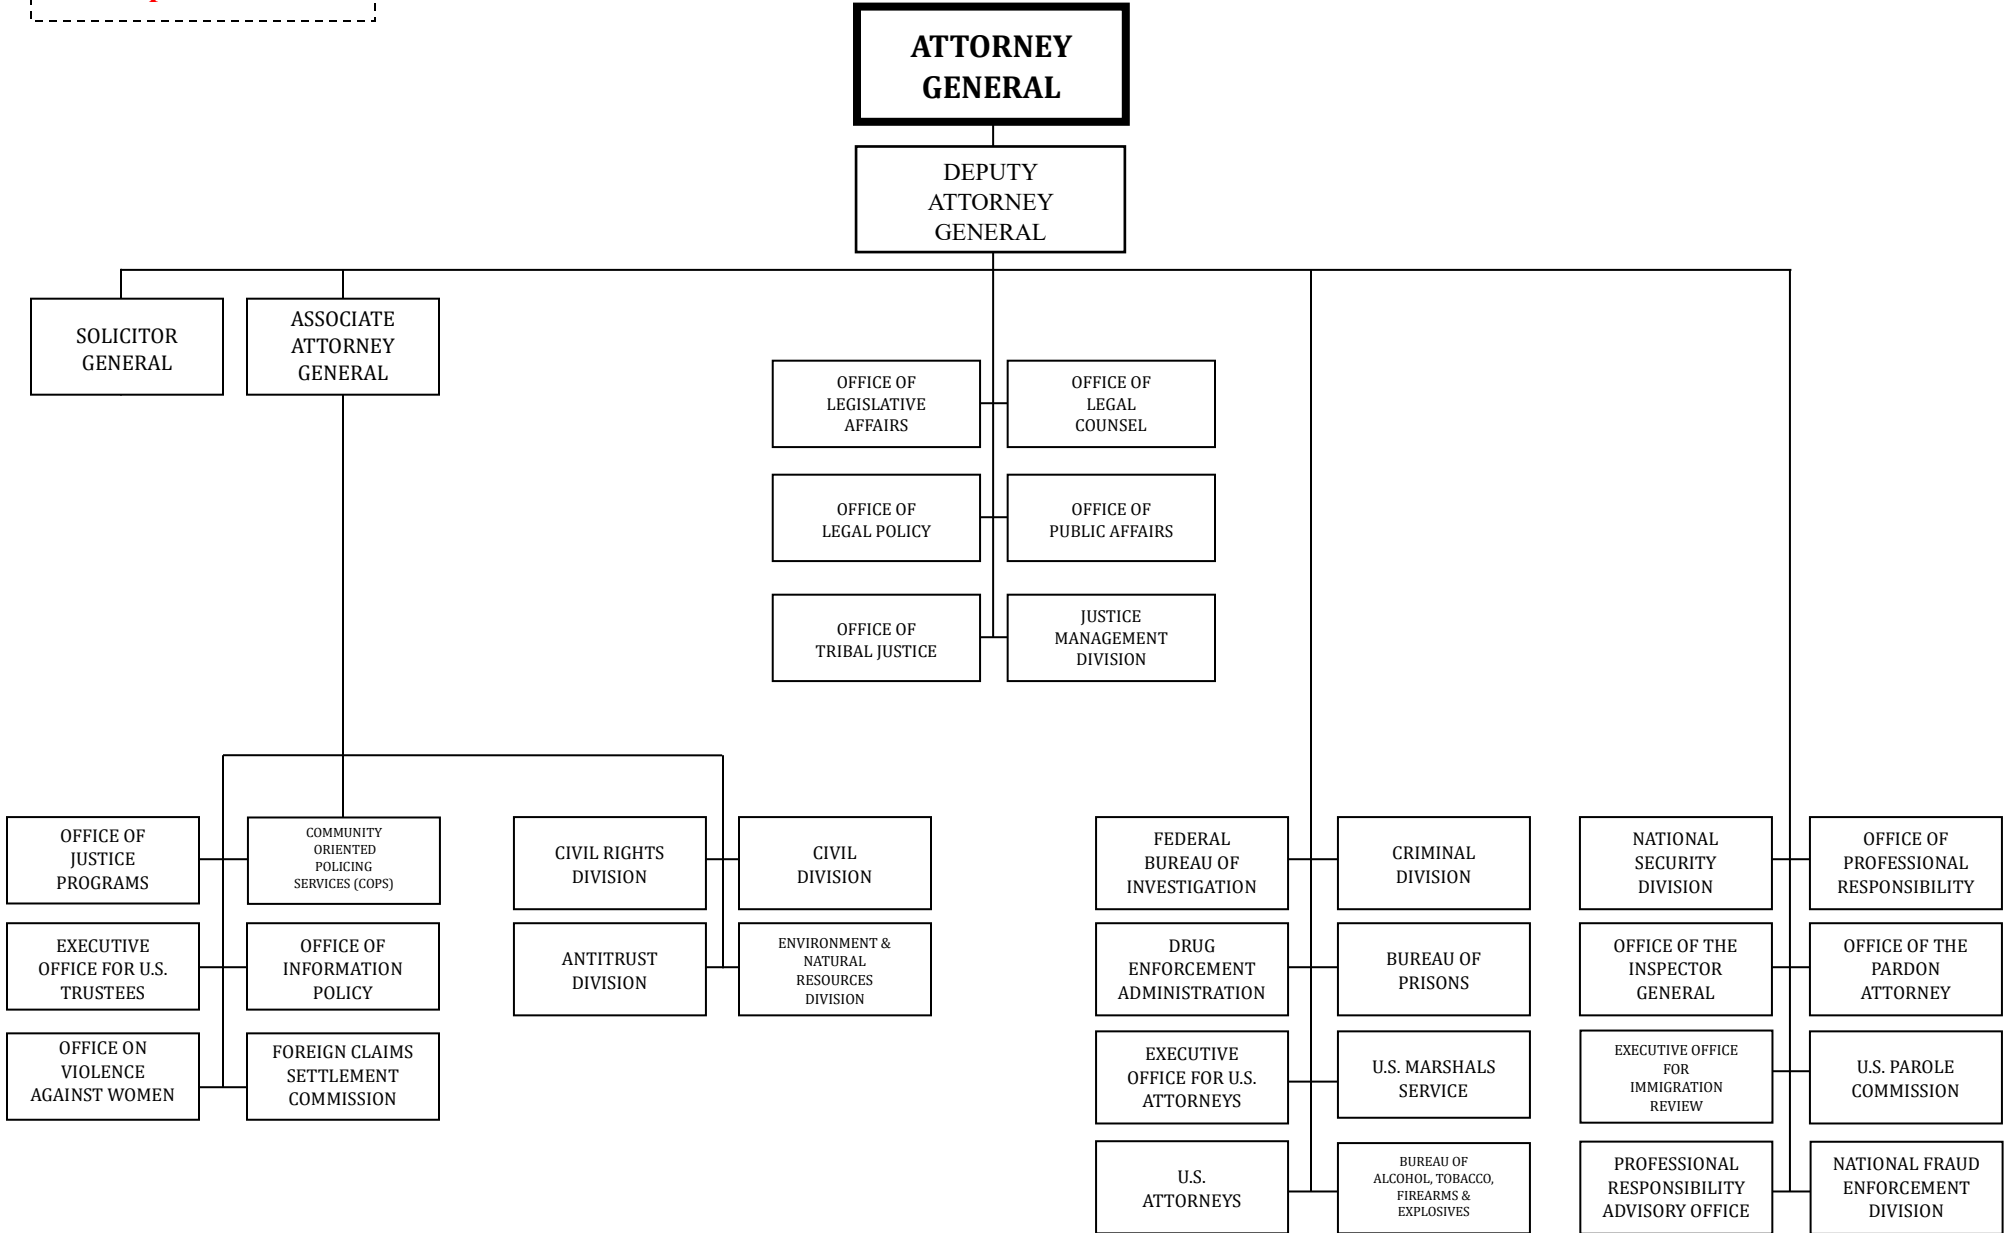 ATTORNEY
GENERAL
DEPUTY
ATTORNEY
GENERAL
SOLICITOR
GENERAL
ASSOCIATE
ATTORNEY
GENERAL
OFFICE OF
LEGISLATIVE
AFFAIRS
OFFICE OF
LEGAL
COUNSEL
OFFICE OF
LEGAL POLICY
OFFICE OF
PUBLIC AFFAIRS
OFFICE OF
TRIBAL JUSTICE
JUSTICE
MANAGEMENT
DIVISION
OFFICE OF
JUSTICE
PROGRAMS
COMMUNITY
ORIENTED
POLICING
SERVICES (COPS)
EXECUTIVE
OFFICE FOR U.S.
TRUSTEES
OFFICE OF
INFORMATION
POLICY
OFFICE ON
VIOLENCE
AGAINST WOMEN
FOREIGN CLAIMS
SETTLEMENT
COMMISSION
CIVIL RIGHTS
DIVISION
CIVIL
DIVISION
ANTITRUST
DIVISION
ENVIRONMENT &
NATURAL
RESOURCES
DIVISION
FEDERAL
BUREAU OF
INVESTIGATION
CRIMINAL
DIVISION
DRUG
ENFORCEMENT
ADMINISTRATION
BUREAU OF
PRISONS
EXECUTIVE
OFFICE FOR U.S.
ATTORNEYS
U.S. MARSHALS
SERVICE
U.S.
ATTORNEYS
BUREAU OF
ALCOHOL, TOBACCO,
FIREARMS &
EXPLOSIVES
NATIONAL
SECURITY
DIVISION
OFFICE OF
PROFESSIONAL
RESPONSIBILITY
OFFICE OF THE
INSPECTOR
GENERAL
OFFICE OF THE
PARDON
ATTORNEY
EXECUTIVE OFFICE
FOR
IMMIGRATION
REVIEW
U.S. PAROLE
COMMISSION
PROFESSIONAL
RESPONSIBILITY
ADVISORY OFFICE
NATIONAL FRAUD
ENFORCEMENT
DIVISION